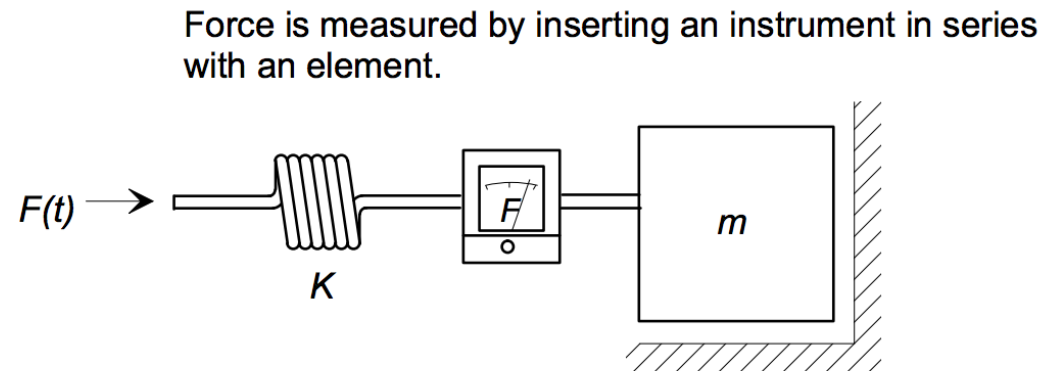 Force is measured by inserting an instrument in series
with an element.
F(t)
F
m
K